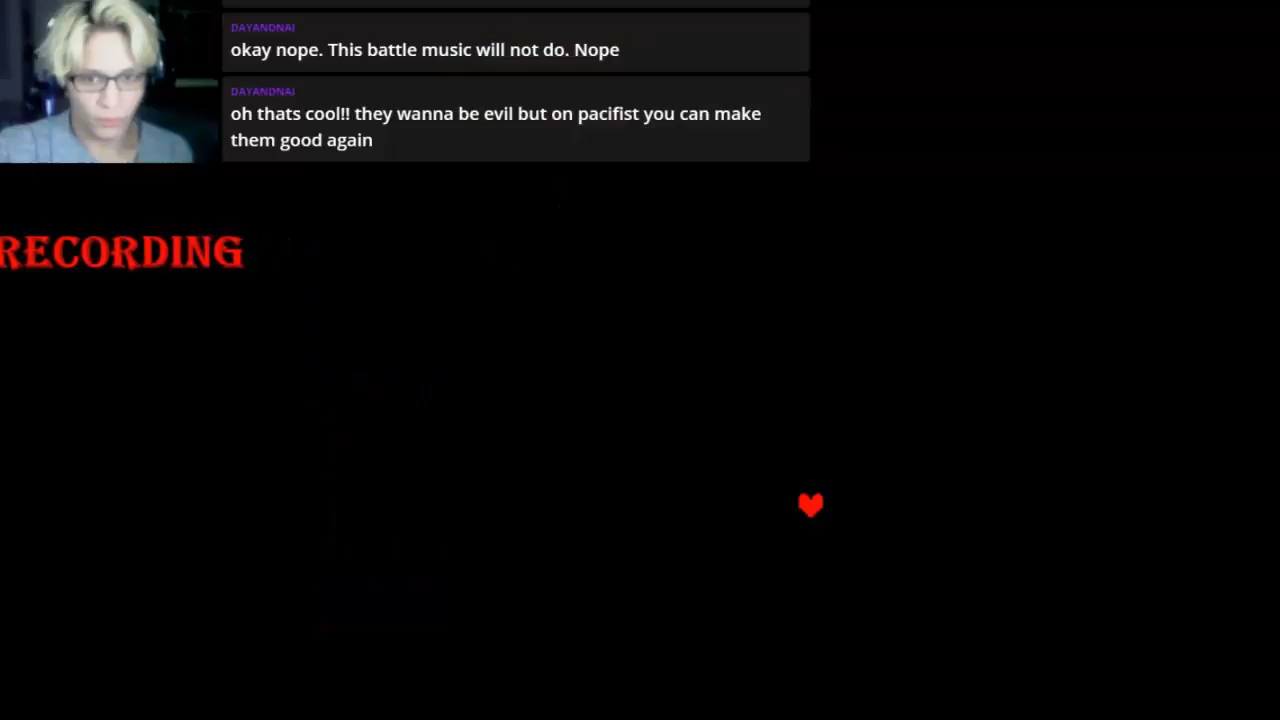 DAYANDNAI
okay nope. This battle music will not do. Nope
DAYANDNAI
oh thats cool!! they wanna be evil but on pacifist you can make
them good again
RECORDING